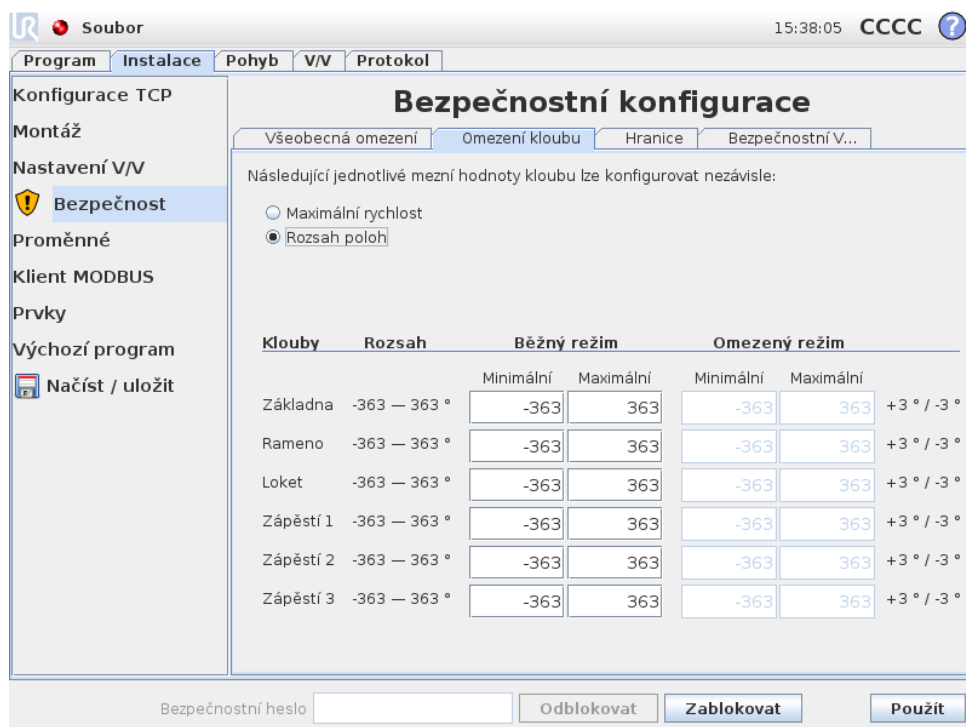 UR Soubor 15:38:05 CCCC ?
Program Instalace Pohyb V/V Protokol
Konfigurace TCP
Montáž
Nastavení V/V
Bezpečnost
Proměnné
Klient MODBUS
Prvky
Výchozí program
Načíst / uložit
Bezpečnostní konfigurace
Všeobecná omezení Omezení kloubu Hranice Bezpečnostní V...
Následující jednotlivé mezní hodnoty kloubu lze konfigurovat nezávisle:
Maximální rychlost
Rozsah poloh
Klouby Rozsah Běžný režim Omezený režim
Minimální Maximální Minimální Maximální
Základna -363 — 363 ° -363 363 -363 363 +3 ° / -3 °
Rameno -363 — 363 ° -363 363 -363 363 +3 ° / -3 °
Loket -363 — 363 ° -363 363 -363 363 +3 ° / -3 °
Zápěstí 1 -363 — 363 ° -363 363 -363 363 +3 ° / -3 °
Zápěstí 2 -363 — 363 ° -363 363 -363 363 +3 ° / -3 °
Zápěstí 3 -363 — 363 ° -363 363 -363 363 +3 ° / -3 °
Bezpečnostní heslo Odblokovat Zablokovat Použít